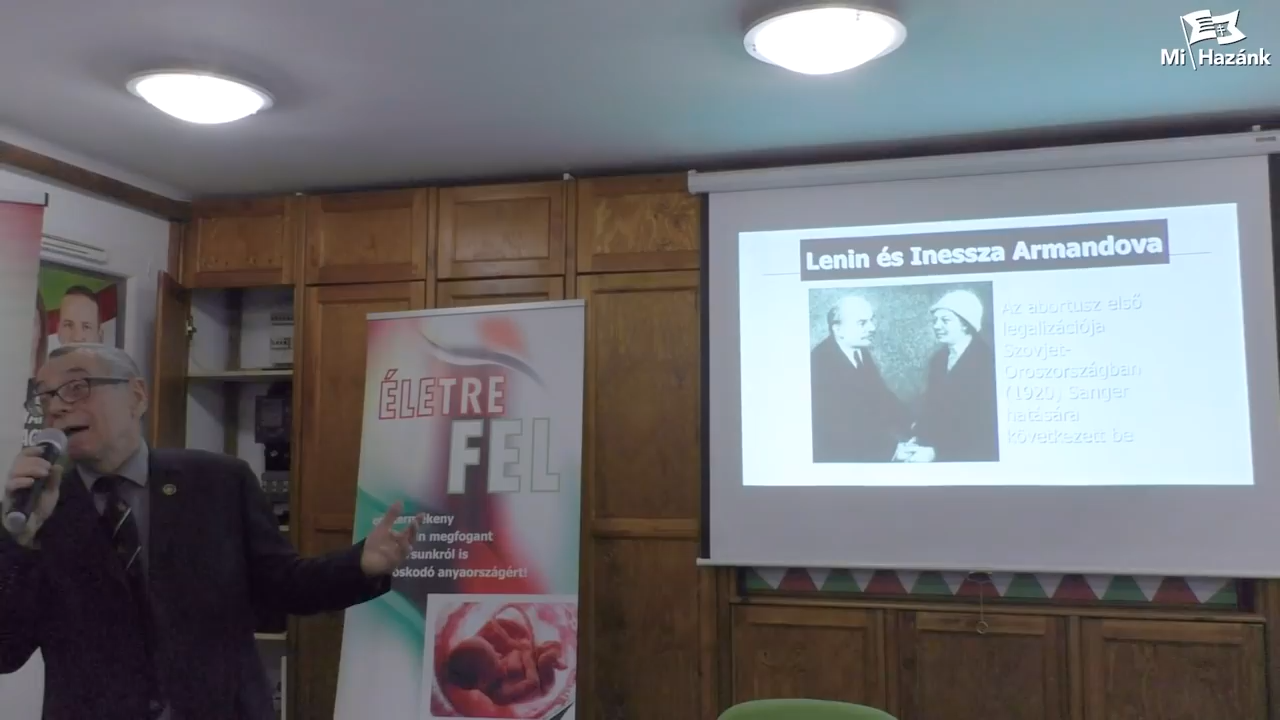 Mi Hazánk
Lenin és Inessza Armandova
Az abortusz első
legalizációja
Szovjet-
Oroszországban
(1920) Sanger
hatására
következett be
ÉLETRE
FEL
megfogant
is
anyaországért!